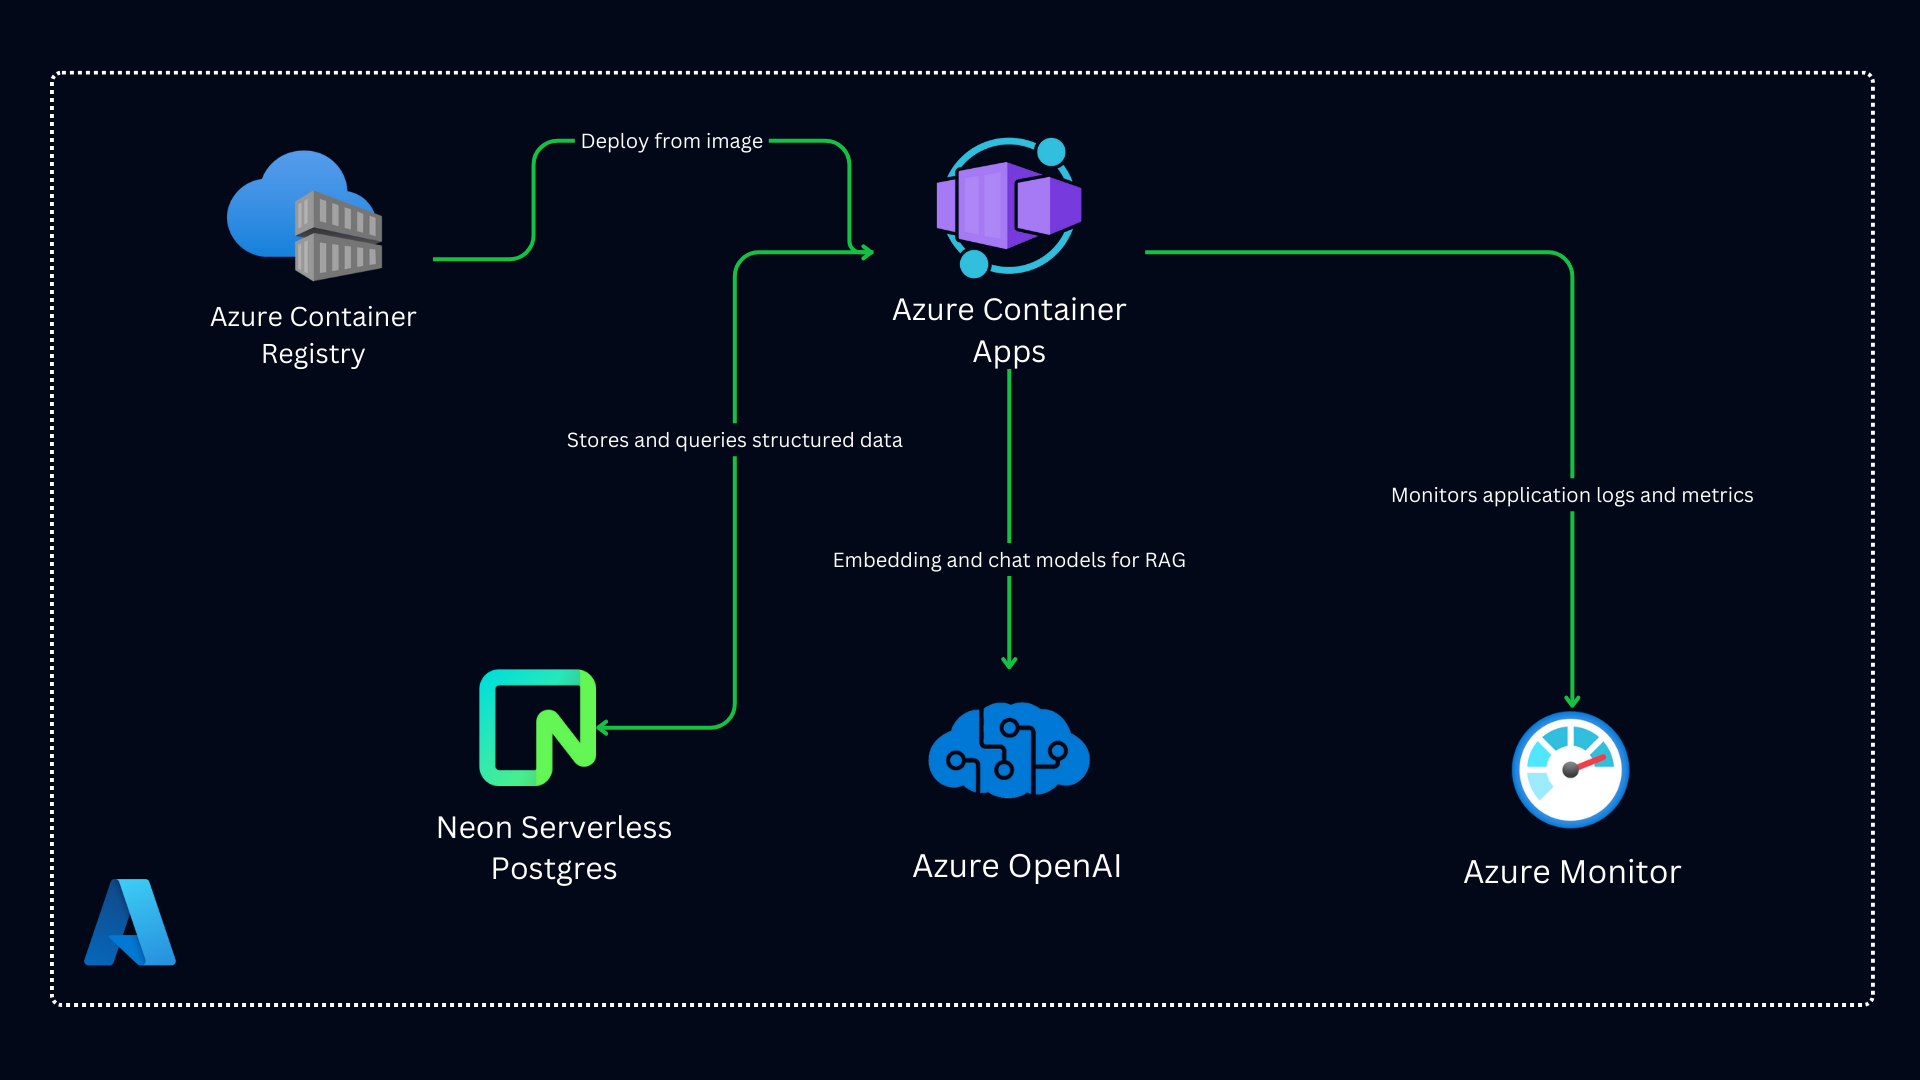 Deploy from image
Azure Container
Registry
Azure Container
Apps
Stores and queries structured data
Monitors application logs and metrics
Embedding and chat models for RAG
Neon Serverless
Postgres
Azure OpenAI
Azure Monitor